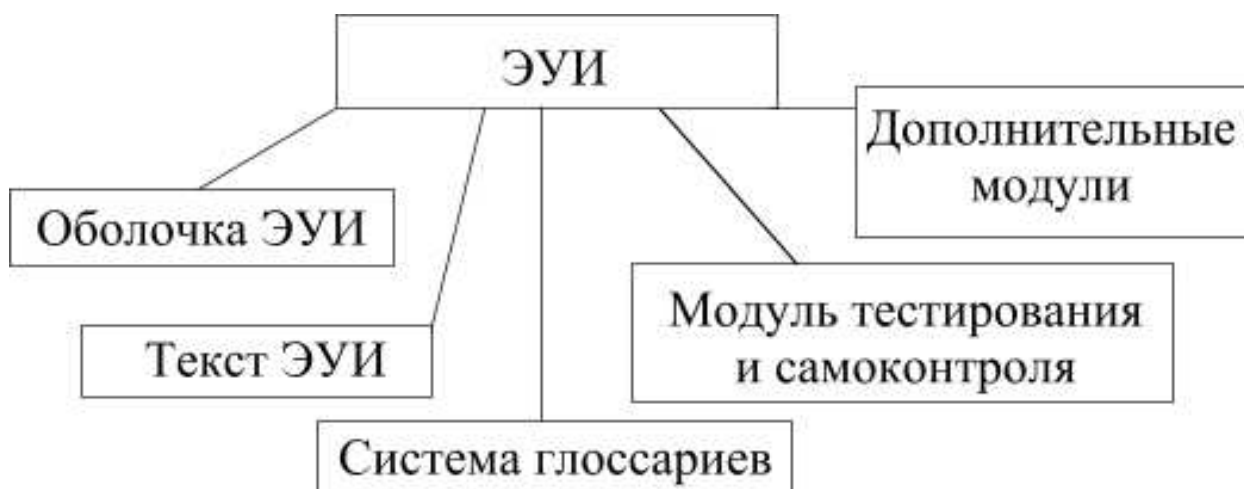 ЭУИ
Дополнительные
модули
Оболочка ЭУИ
Модуль тестирования
и самоконтроля
Текст ЭУИ
Система глоссариев